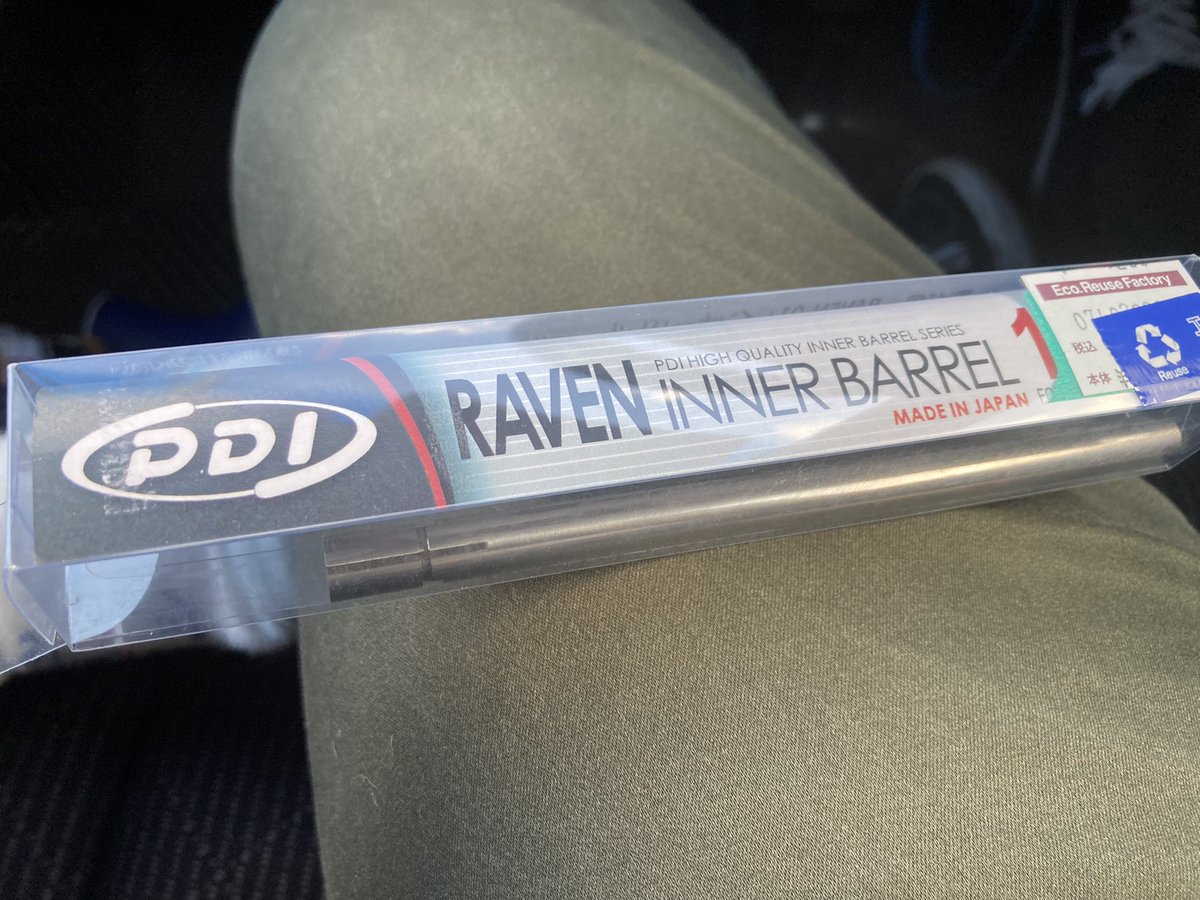 PDI
RAVEN
PDI HIGH QUALITY INNER BARREL SERIES
INNER BARREL
MADE IN JAPAN
1
Eco.Reuse Factory
税込
本体 ¥
Reuse